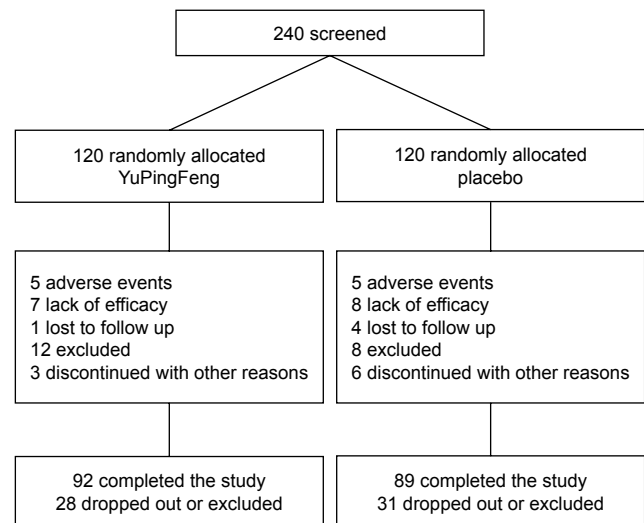 240 screened
120 randomly allocated
YuPingFeng
120 randomly allocated
placebo
5 adverse events
7 lack of efficacy
1 lost to follow up
12 excluded
3 discontinued with other reasons
5 adverse events
8 lack of efficacy
4 lost to follow up
8 excluded
6 discontinued with other reasons
92 completed the study
28 dropped out or excluded
89 completed the study
31 dropped out or excluded